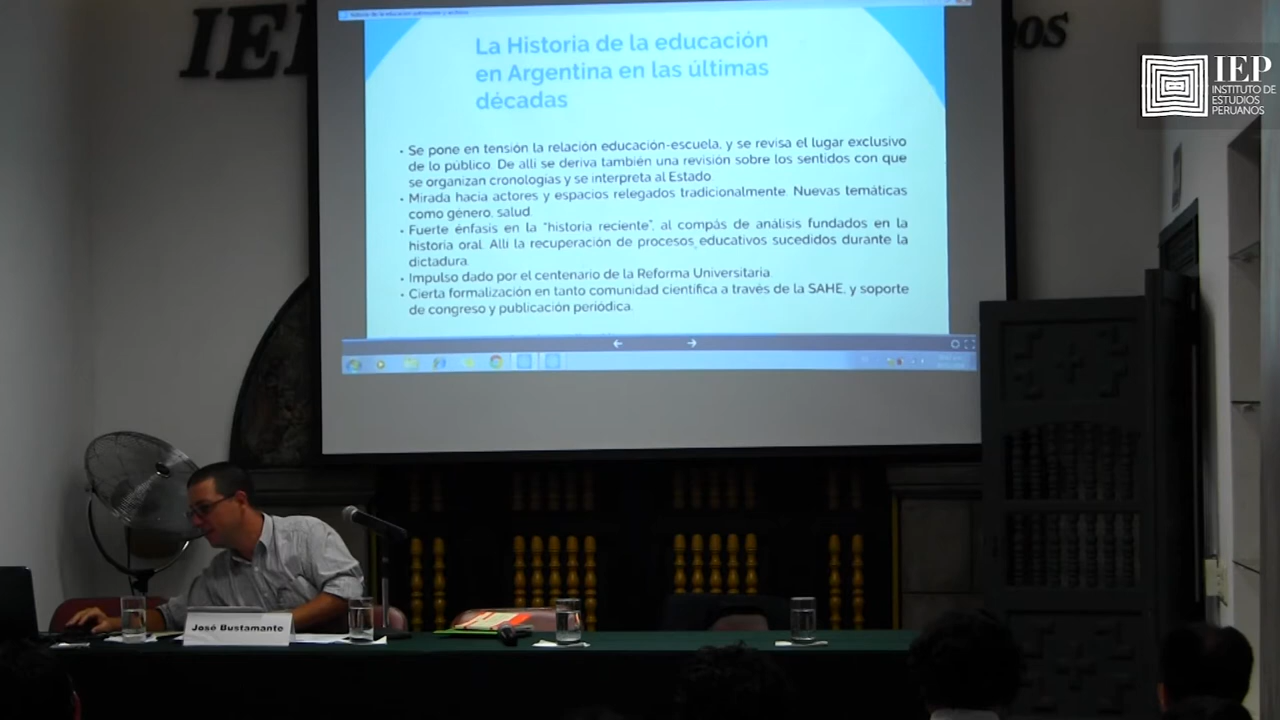 IEP
INSTITUTO DE
ESTUDIOS
PERUANOS
La Historia de la educación
en Argentina en las últimas
décadas
• Se pone en tensión la relación educación-escuela, y se revisa el lugar exclusivo
de lo público. De allí se deriva también una revisión sobre los sentidos con que
se organizan cronologías y se interpreta al Estado
• Mirada hacia actores y espacios relegados tradicionalmente. Nuevas temáticas
como género, salud.
• Fuerte énfasis en la "historia reciente", al compás de análisis fundados en la
historia oral. Allí la recuperación de procesos educativos sucedidos durante la
dictadura.
• Impulso dado por el centenario de la Reforma Universitaria.
• Cierta formalización en tanto comunidad científica a través de la SAHE, y soporte
de congreso y publicación periódica.
José Bustamante